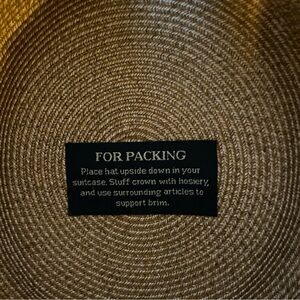 FOR PACKING
Place hat upside down in your
suitcase. Stuff crown with hosiery,
and use surrounding articles to
support brim.